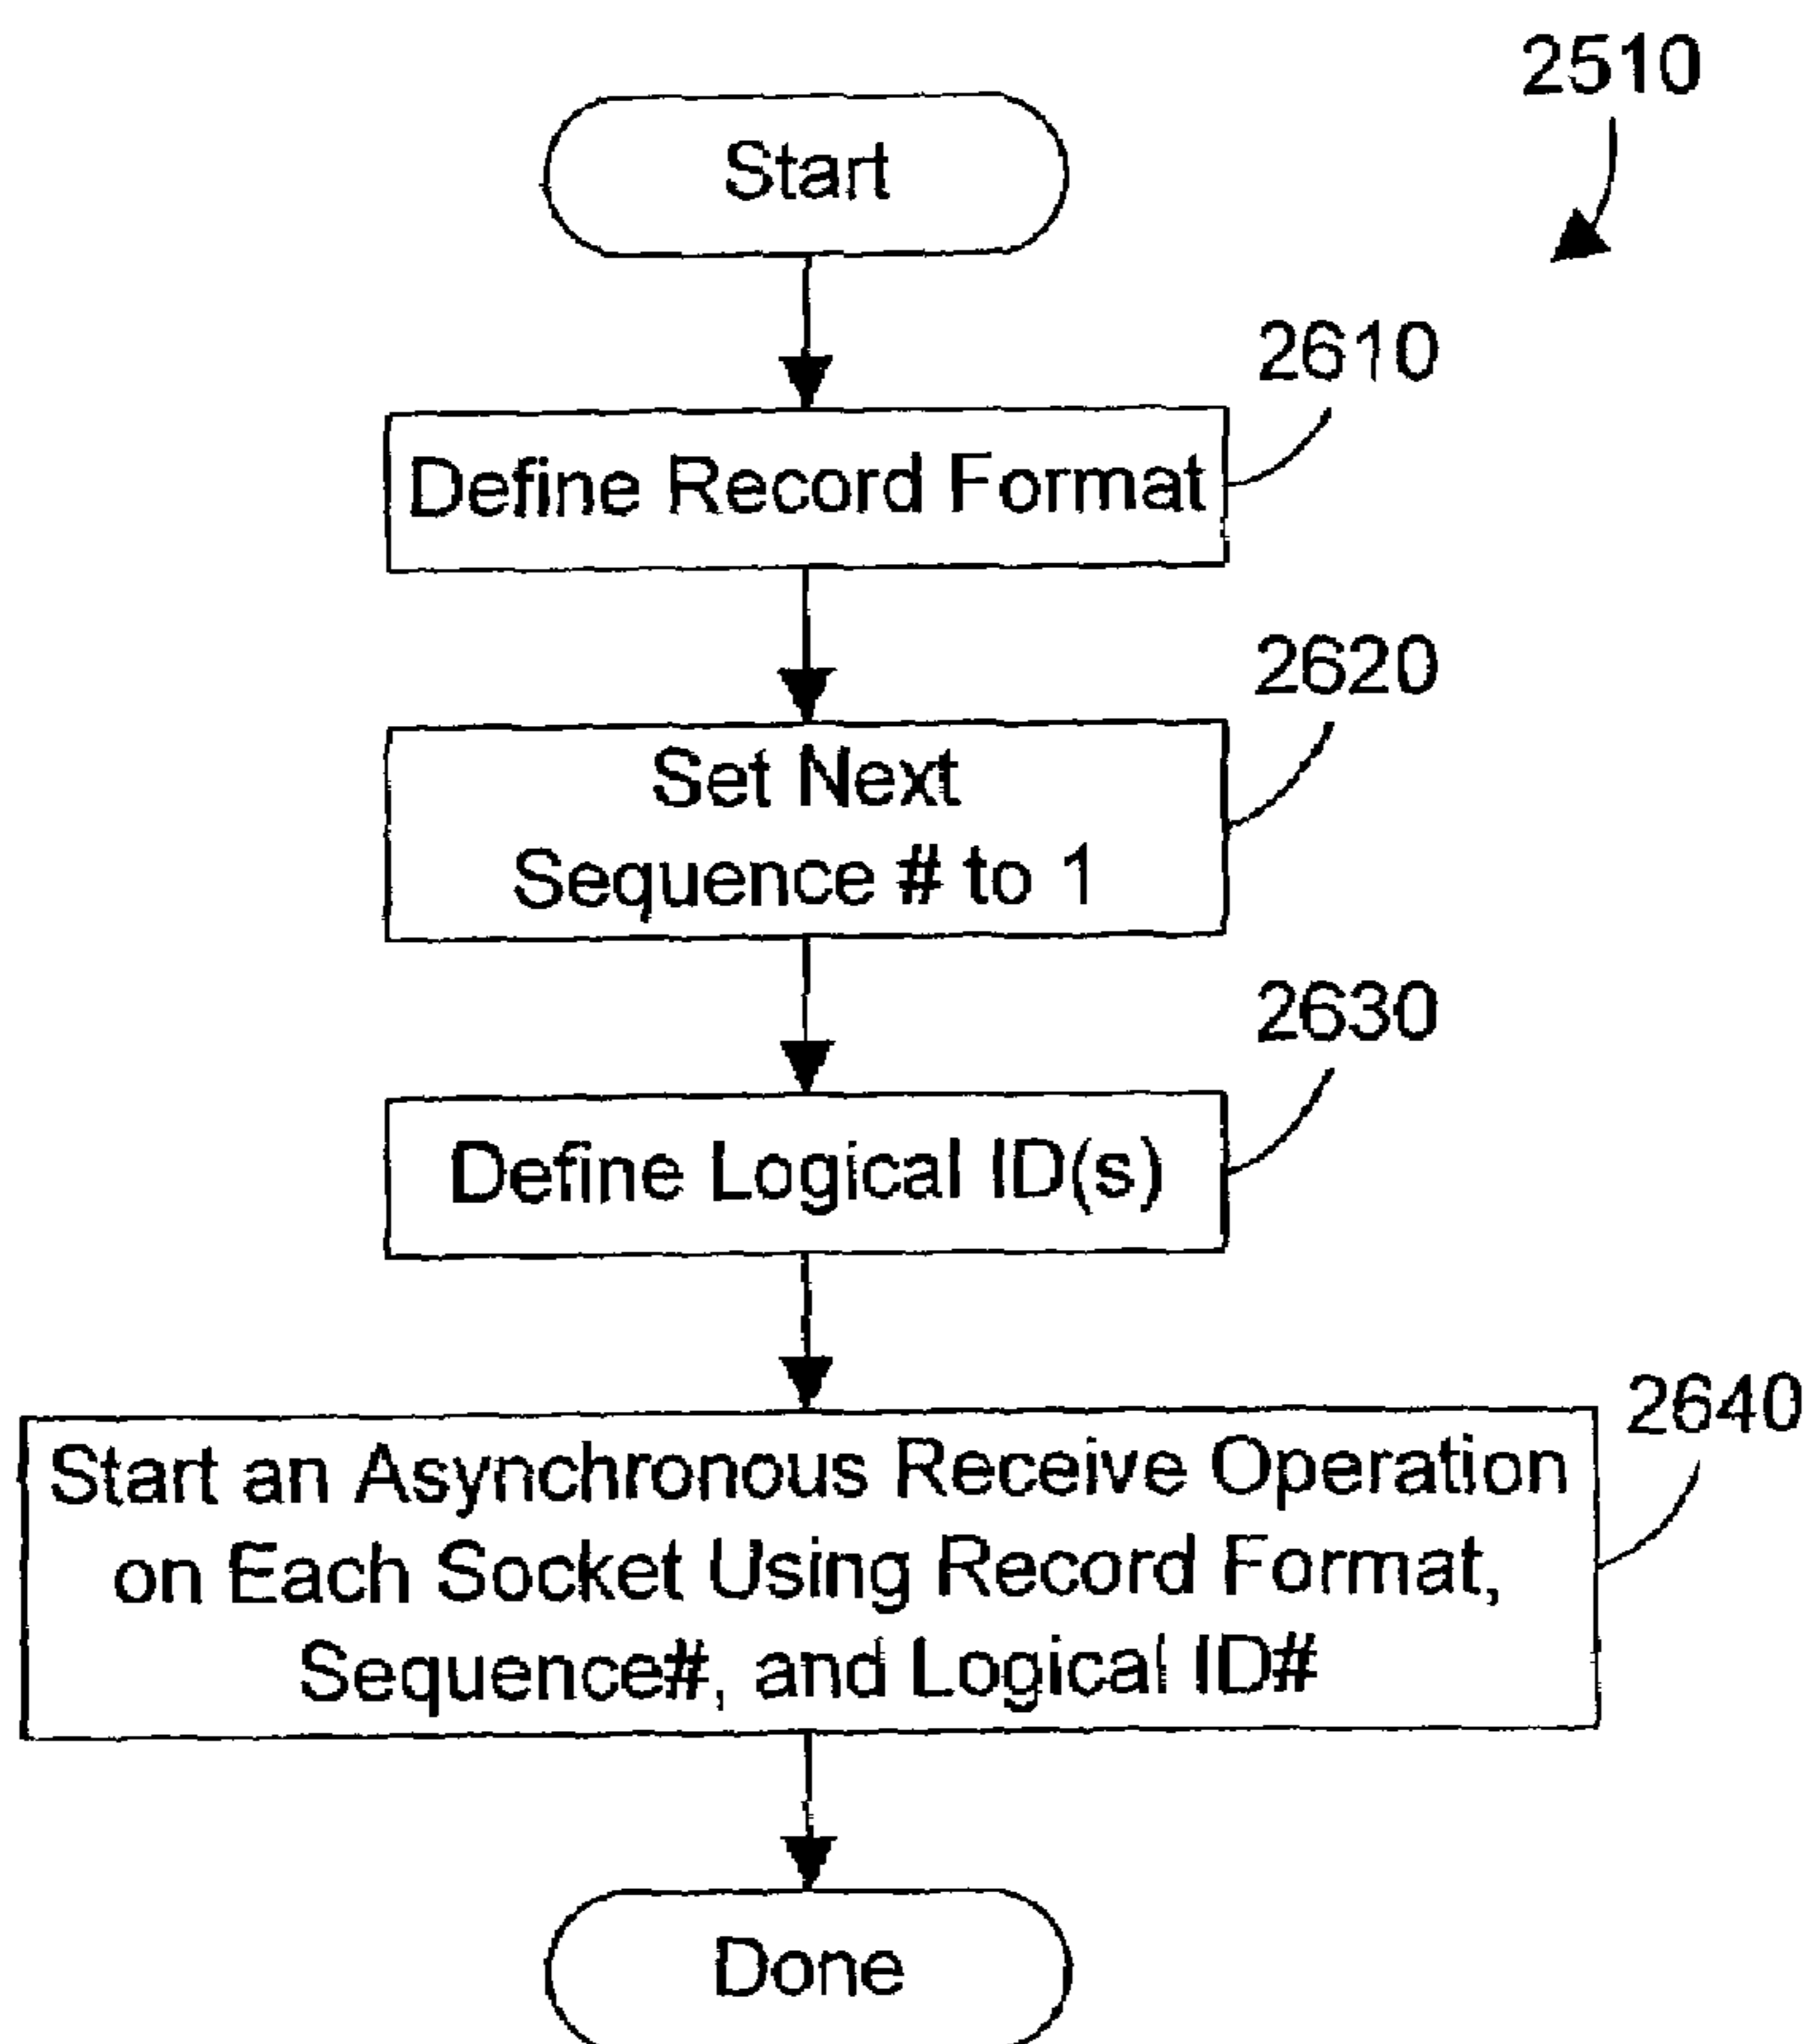 2510
Start
2610
Define Record Format
2620
Set Next
Sequence # to 1
2630
Define Logical ID(s)
2640
Start an Asynchronous Receive Operation
on Each Socket Using Record Format,
Sequence#, and Logical ID#
Done